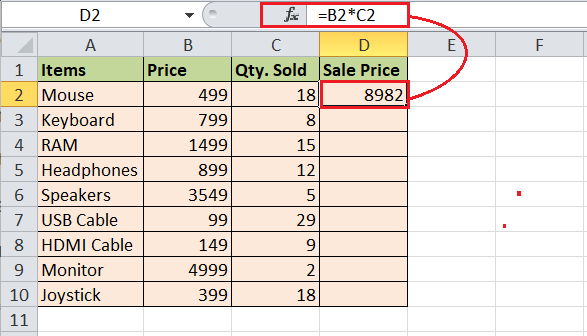 D2 fx =B2*C2
A B C D E F
1 Items Price Qty. Sold Sale Price
2 Mouse 499 18 8982
3 Keyboard 799 8
4 RAM 1499 15
5 Headphones 899 12
6 Speakers 3549 5
7 USB Cable 99 29
8 HDMI Cable 149 9
9 Monitor 4999 2
10 Joystick 399 18
11